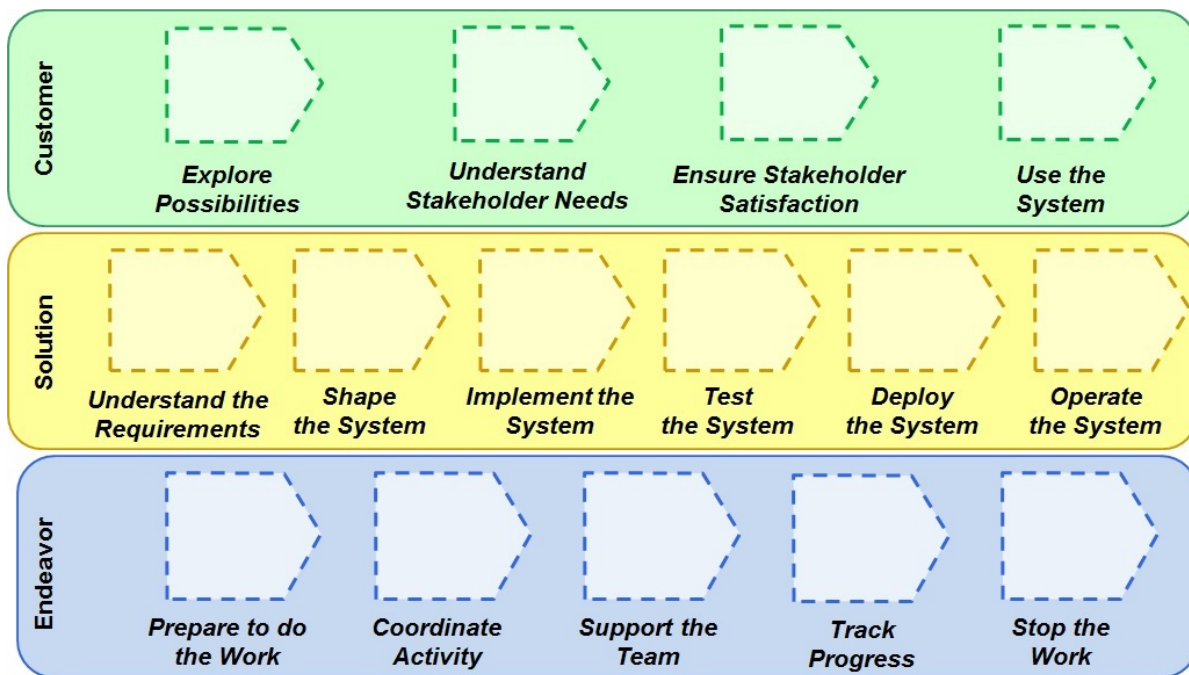 Customer
Explore
Possibilities
Understand
Stakeholder Needs
Ensure Stakeholder
Satisfaction
Use the
System
Solution
Understand the
Requirements
Shape
the System
Implement the
System
Test
the System
Deploy
the System
Operate
the System
Endeavor
Prepare to do
the Work
Coordinate
Activity
Support the
Team
Track
Progress
Stop the
Work